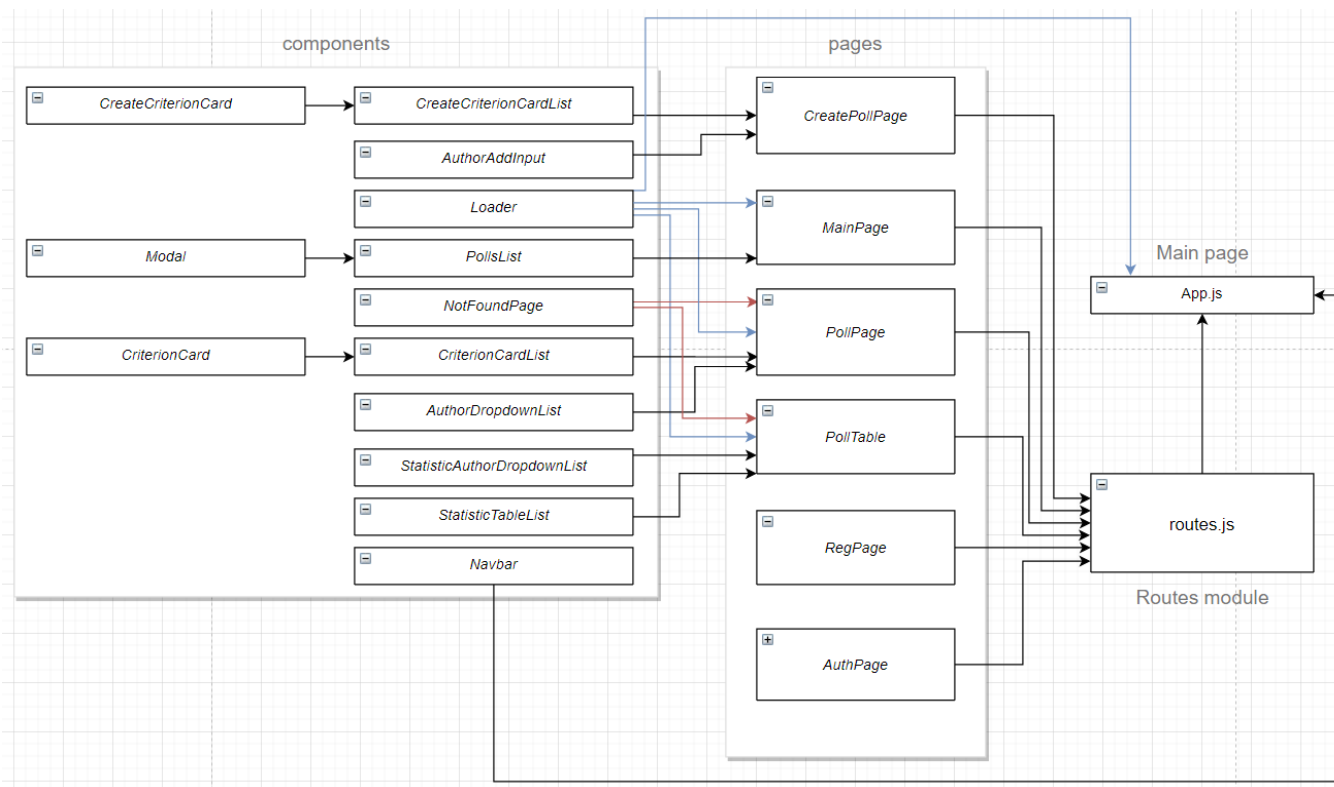 components
pages
CreateCriterionCard
CreateCriterionCardList
CreatePollPage
AuthorAddInput
Loader
MainPage
Modal
PollsList
Main page
App.js
NotFoundPage
PollPage
CriterionCard
CriterionCardList
AuthorDropdownList
PollTable
StatisticAuthorDropdownList
StatisticTableList
routes.js
Navbar
RegPage
Routes module
AuthPage